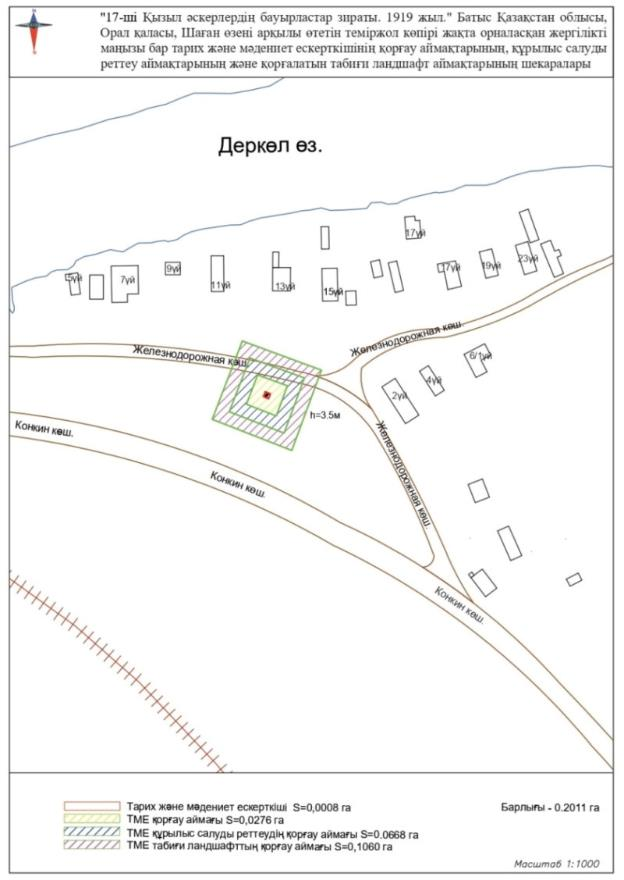 "17-ші Қызыл әскерлердің бауырластар зираты. 1919 жыл." Батыс Қазақстан облысы,
Орал қаласы, Шаған өзені арқылы өтетін теміржол көпірі жақта орналасқан жергілікті
маңызы бар тарих және мәдениет ескерткішінің қорғау аймақтарының, құрылыс салуды
реттеу аймақтарының және қорғалатын табиғи ландшафт аймақтарының шекаралары
Деркөл өз.
17үй
5үй
7үй
9үй
11үй
13үй
15үй
17үй
19үй
23үй
Железнодорожная көш.
Железнодорожная көш.
6/1үй
4үй
2үй
h=3.5м
Железнодорожная көш.
Конкин көш.
Конкин көш.
Конкин көш.
Тарих және мәдениет ескерткіші S=0,0008 га
Барлығы - 0.2011 га
ТМЕ қорғау аймағы S=0,0276 га
ТМЕ құрылыс салуды реттеудің қорғау аймағы S=0.0668 га
ТМЕ табиғи ландшафттың қорғау аймағы S=0,1060 га
Масштаб 1:1000